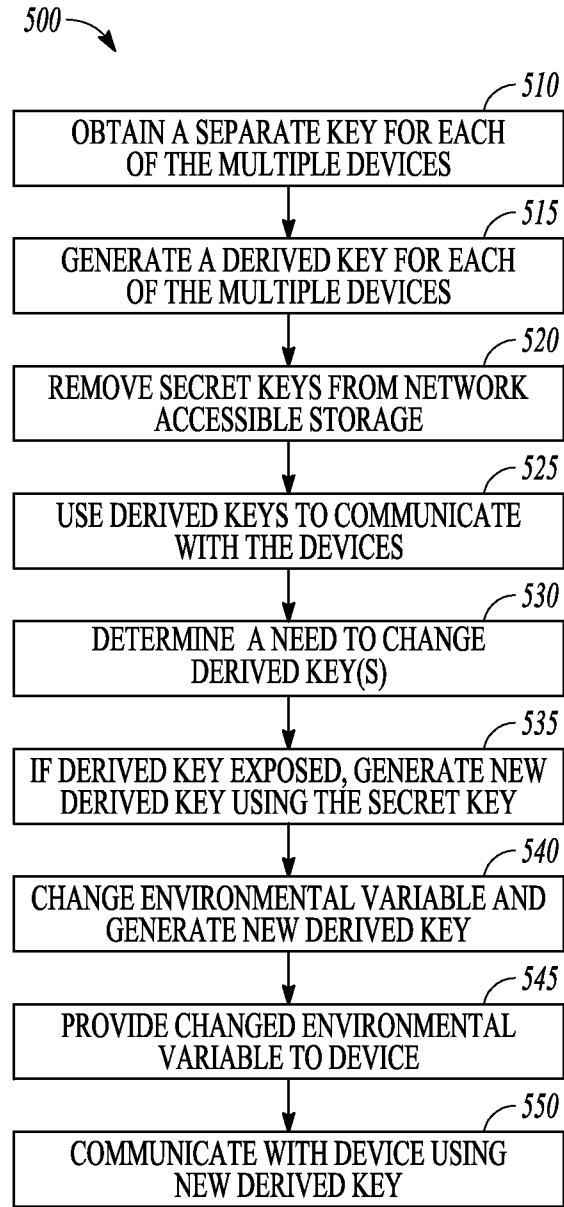 500
510
OBTAIN A SEPARATE KEY FOR EACH
OF THE MULTIPLE DEVICES
515
GENERATE A DERIVED KEY FOR EACH
OF THE MULTIPLE DEVICES
520
REMOVE SECRET KEYS FROM NETWORK
ACCESSIBLE STORAGE
525
USE DERIVED KEYS TO COMMUNICATE
WITH THE DEVICES
530
DETERMINE A NEED TO CHANGE
DERIVED KEY(S)
535
IF DERIVED KEY EXPOSED, GENERATE NEW
DERIVED KEY USING THE SECRET KEY
540
CHANGE ENVIRONMENTAL VARIABLE AND
GENERATE NEW DERIVED KEY
545
PROVIDE CHANGED ENVIRONMENTAL
VARIABLE TO DEVICE
550
COMMUNICATE WITH DEVICE USING
NEW DERIVED KEY